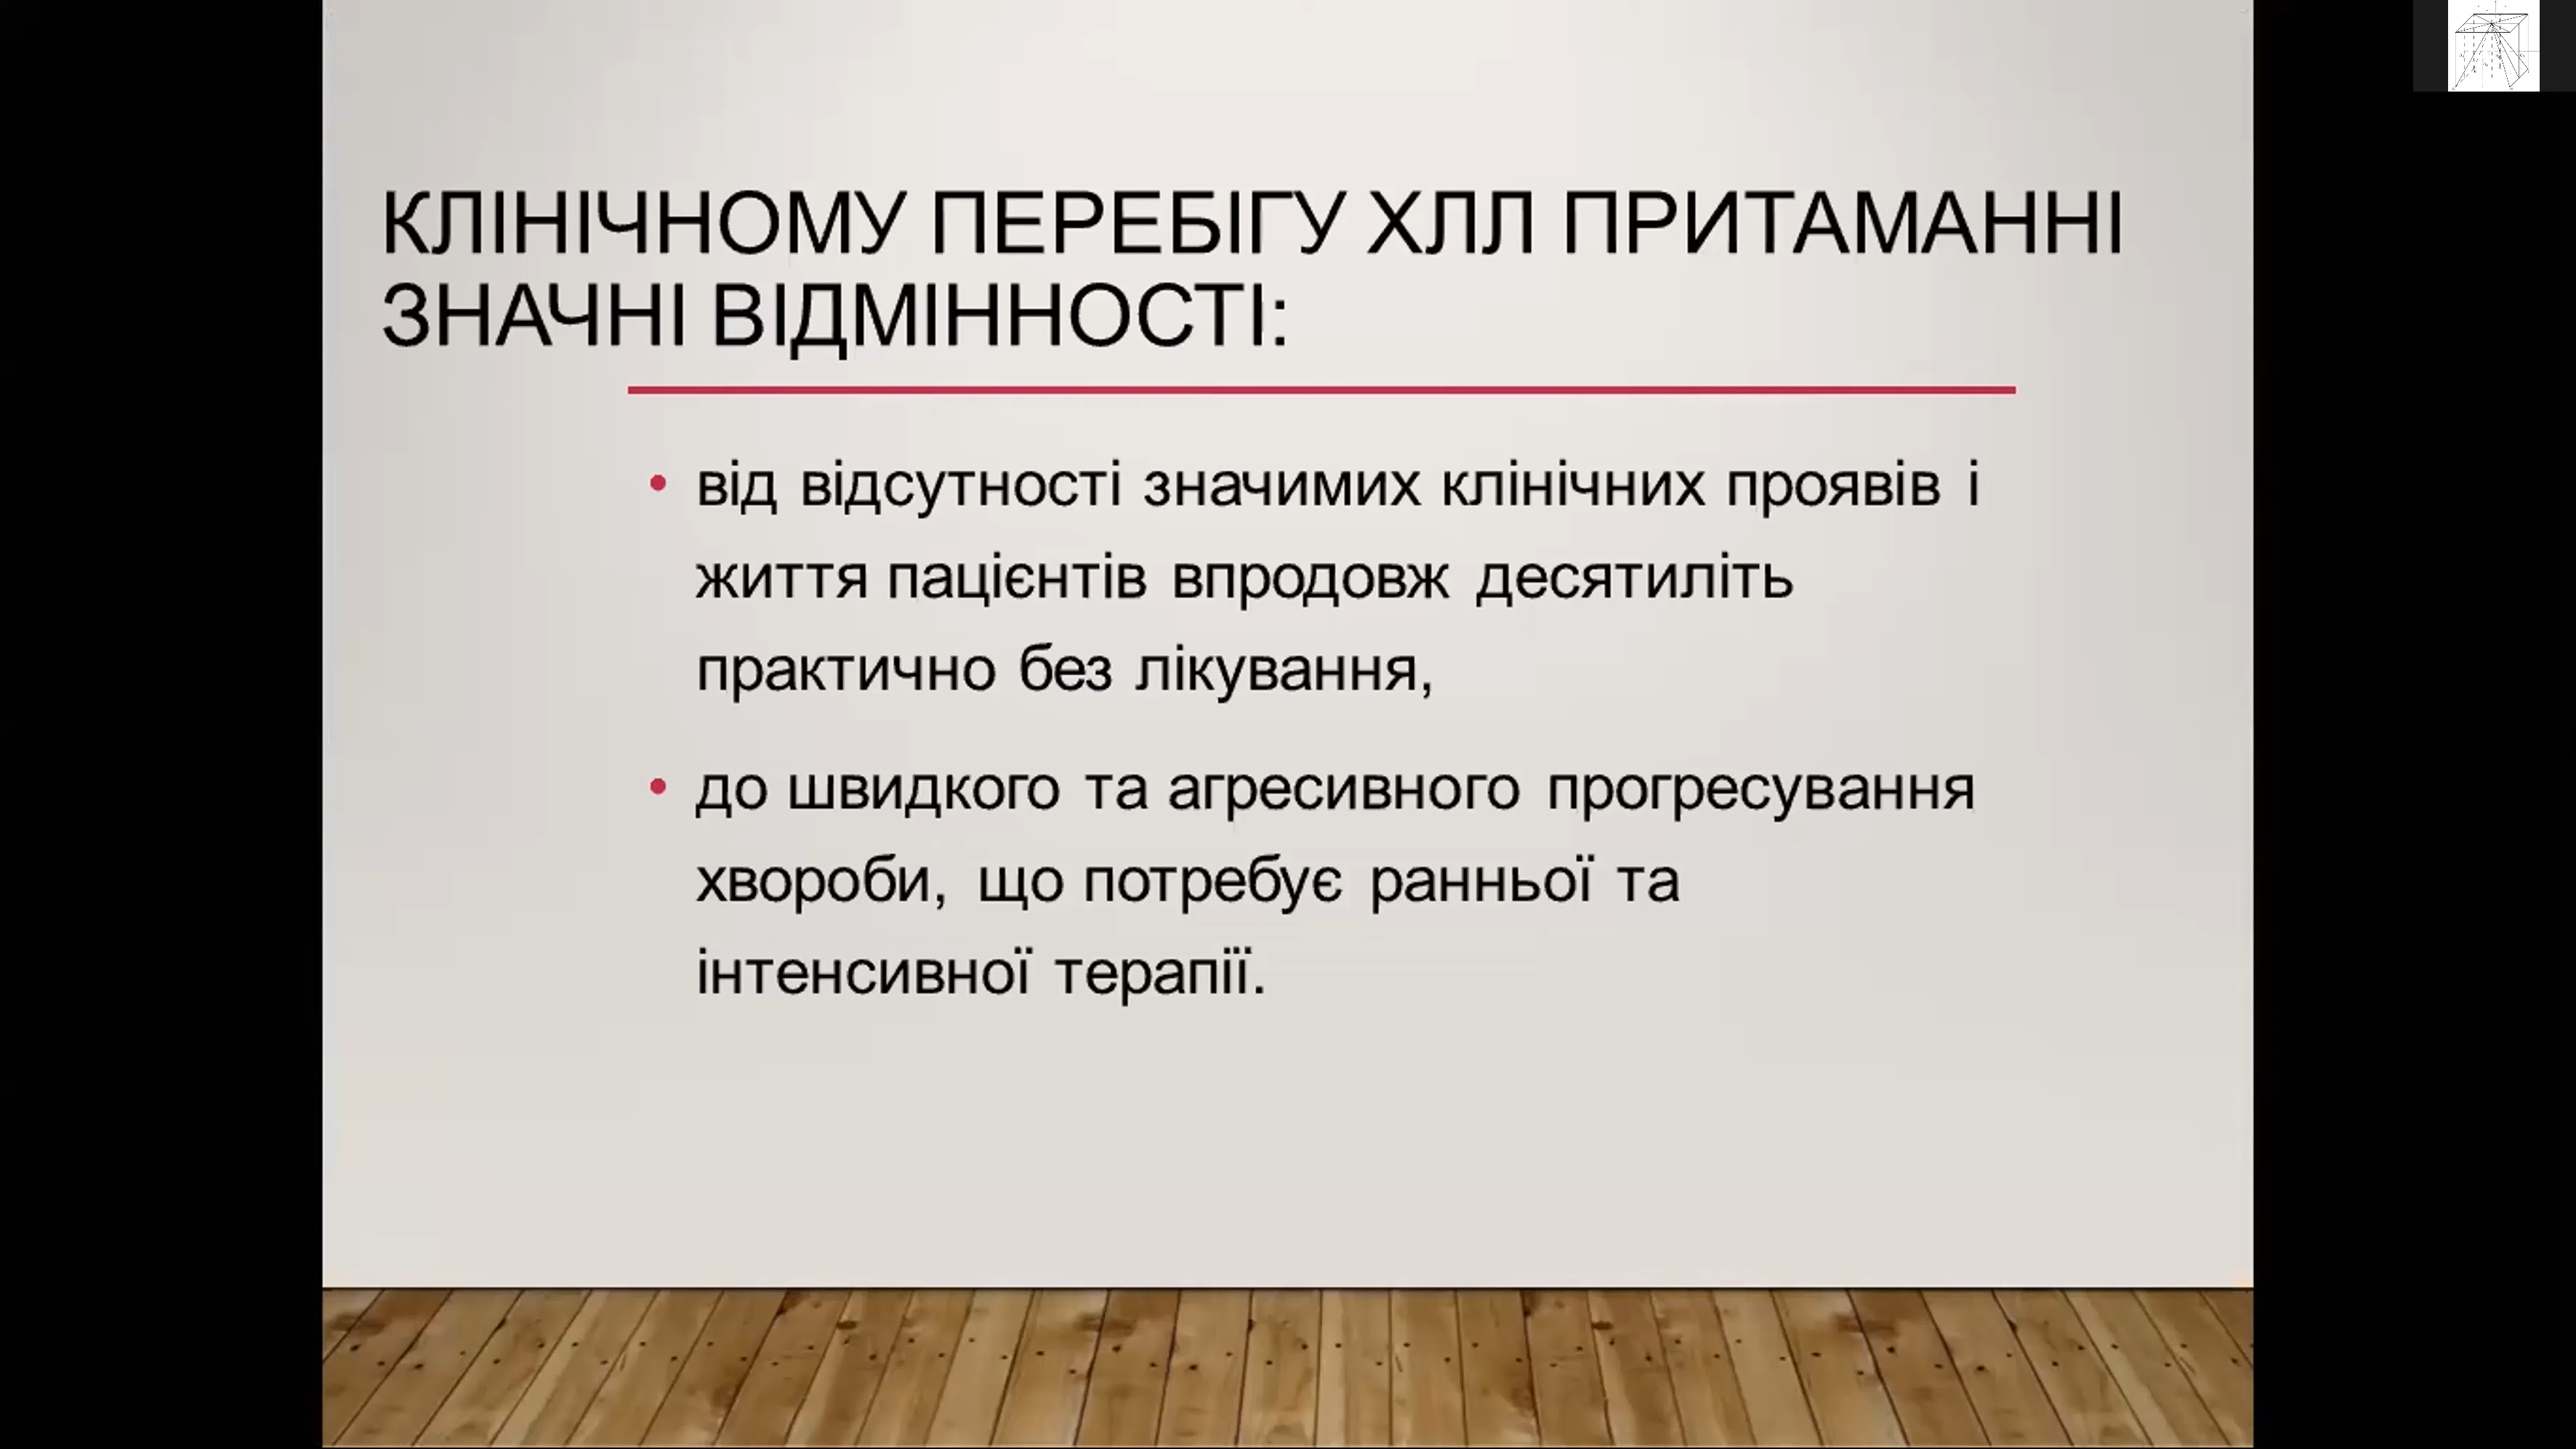 КЛІНІЧНОМУ ПЕРЕБІГУ ХЛЛ ПРИТАМАННІ
ЗНАЧНІ ВІДМІННОСТІ:
• від відсутності значимих клінічних проявів і
життя пацієнтів впродовж десятиліть
практично без лікування,
• до швидкого та агресивного прогресування
хвороби, що потребує ранньої та
інтенсивної терапії.